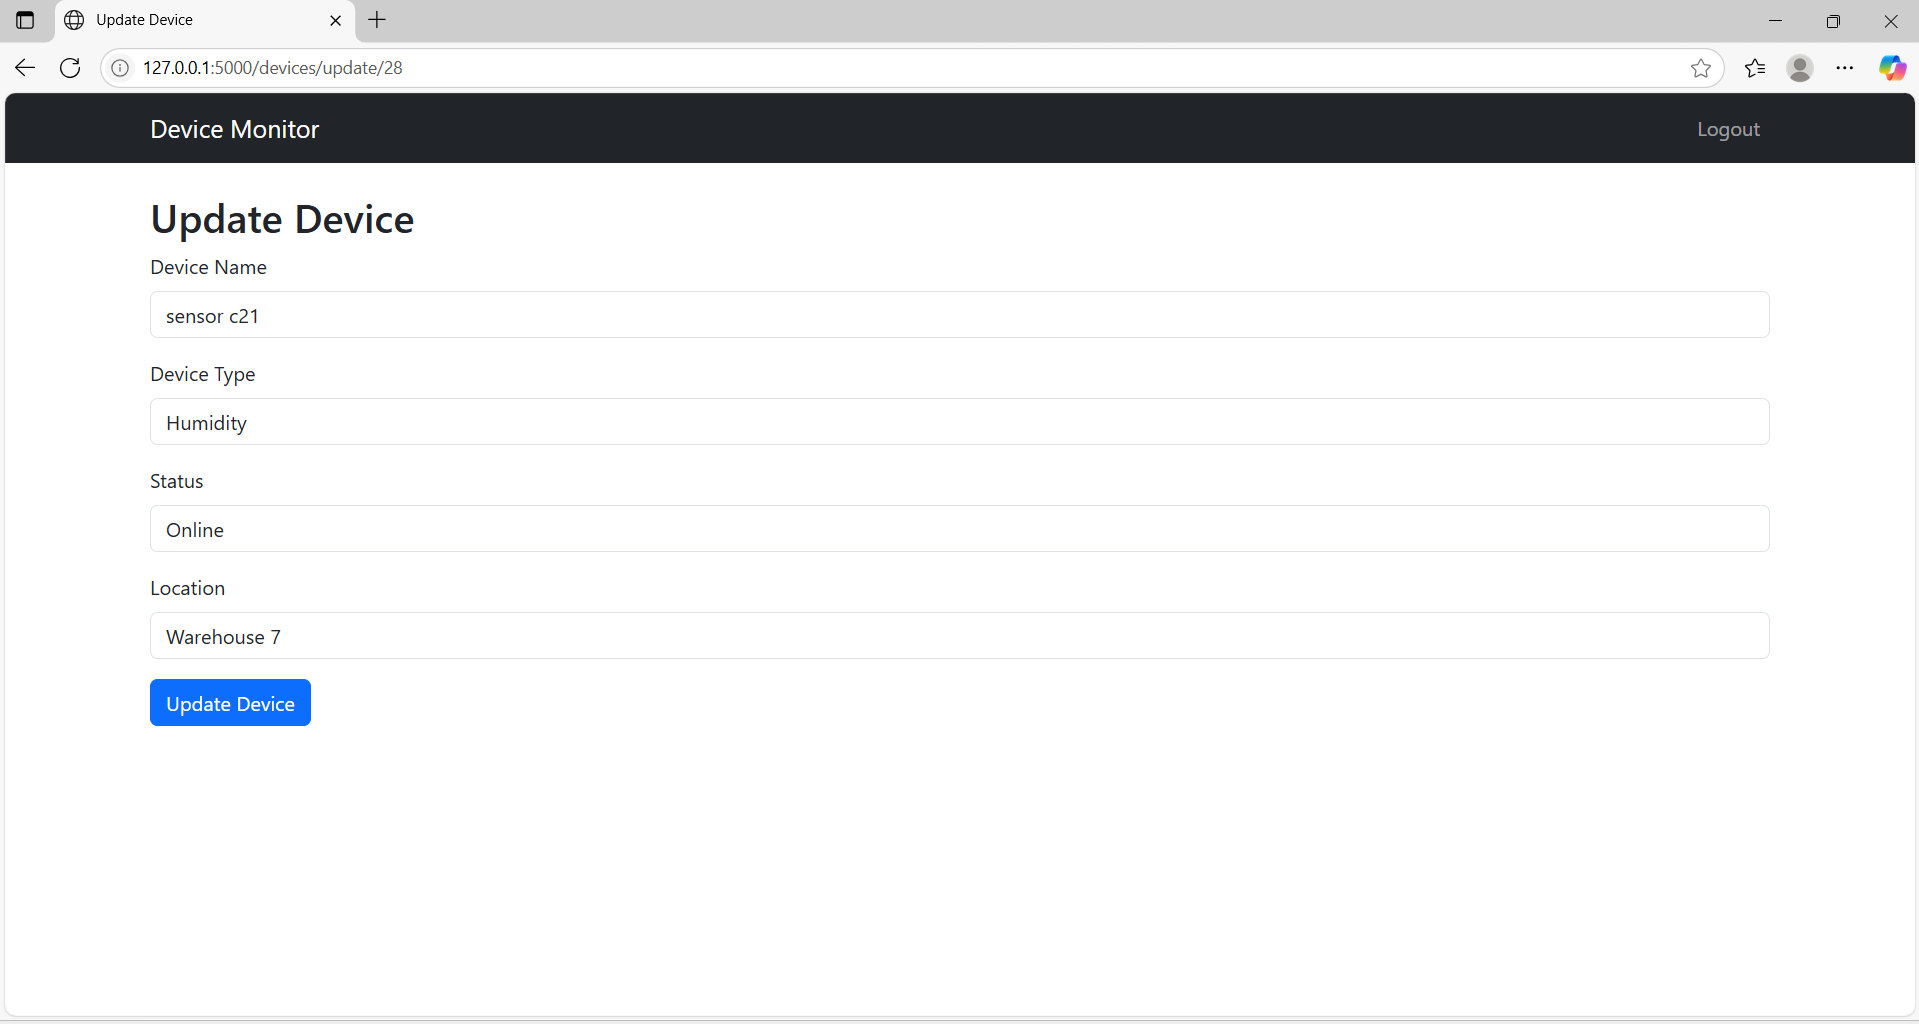 Update Device
127.0.0.1:5000/devices/update/28
Device Monitor
Logout
Update Device
Device Name
sensor c21
Device Type
Humidity
Status
Online
Location
Warehouse 7
Update Device